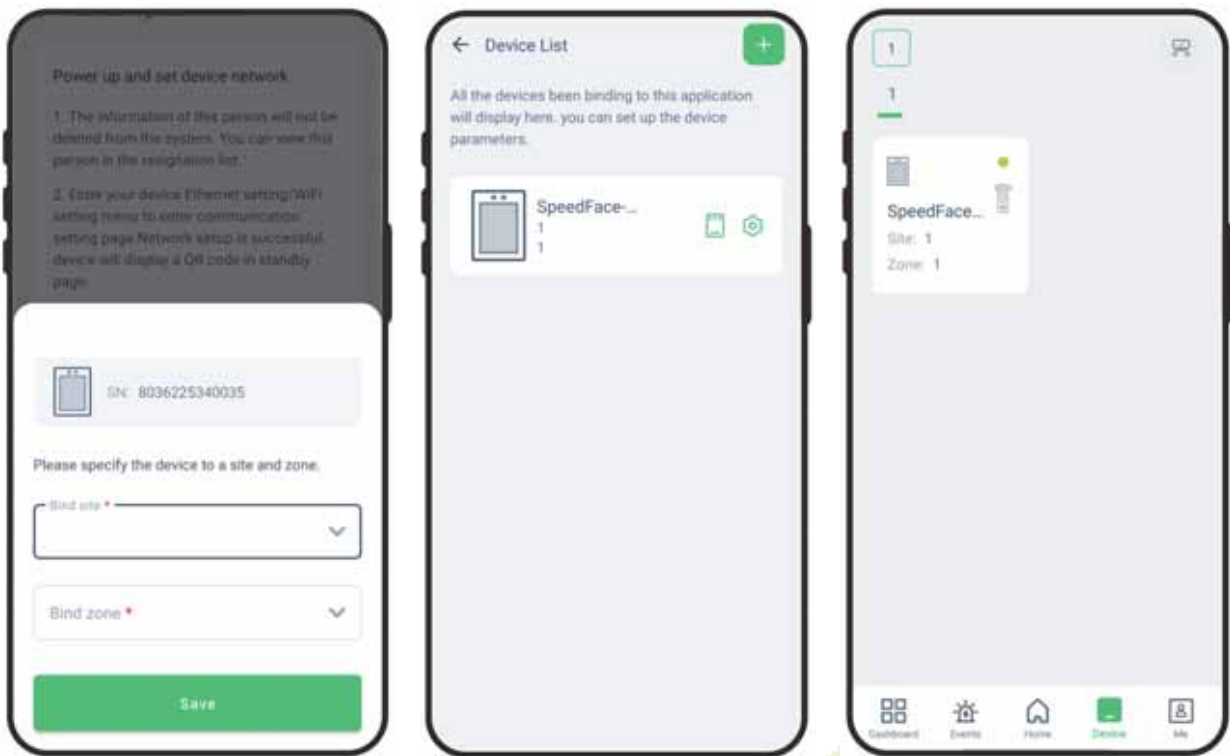 Power up and set device network
1. The information of this person will not be
deleted from the system. You can view this
person in the resignation list.
2. Enter your device Ethernet setting/WiFi
setting menu to enter communication
setting page Network setup is successful,
device will display a QR code in standby
page.
SN: 8036225340035
Please specify the device to a site and zone.
Bind site *
Bind zone *
Save
Device List
All the devices been binding to this application
will display here. you can set up the device
parameters.
SpeedFace-...
1
1
1
1
SpeedFace...
Site: 1
Zone: 1
Dashboard Events Home Device Me